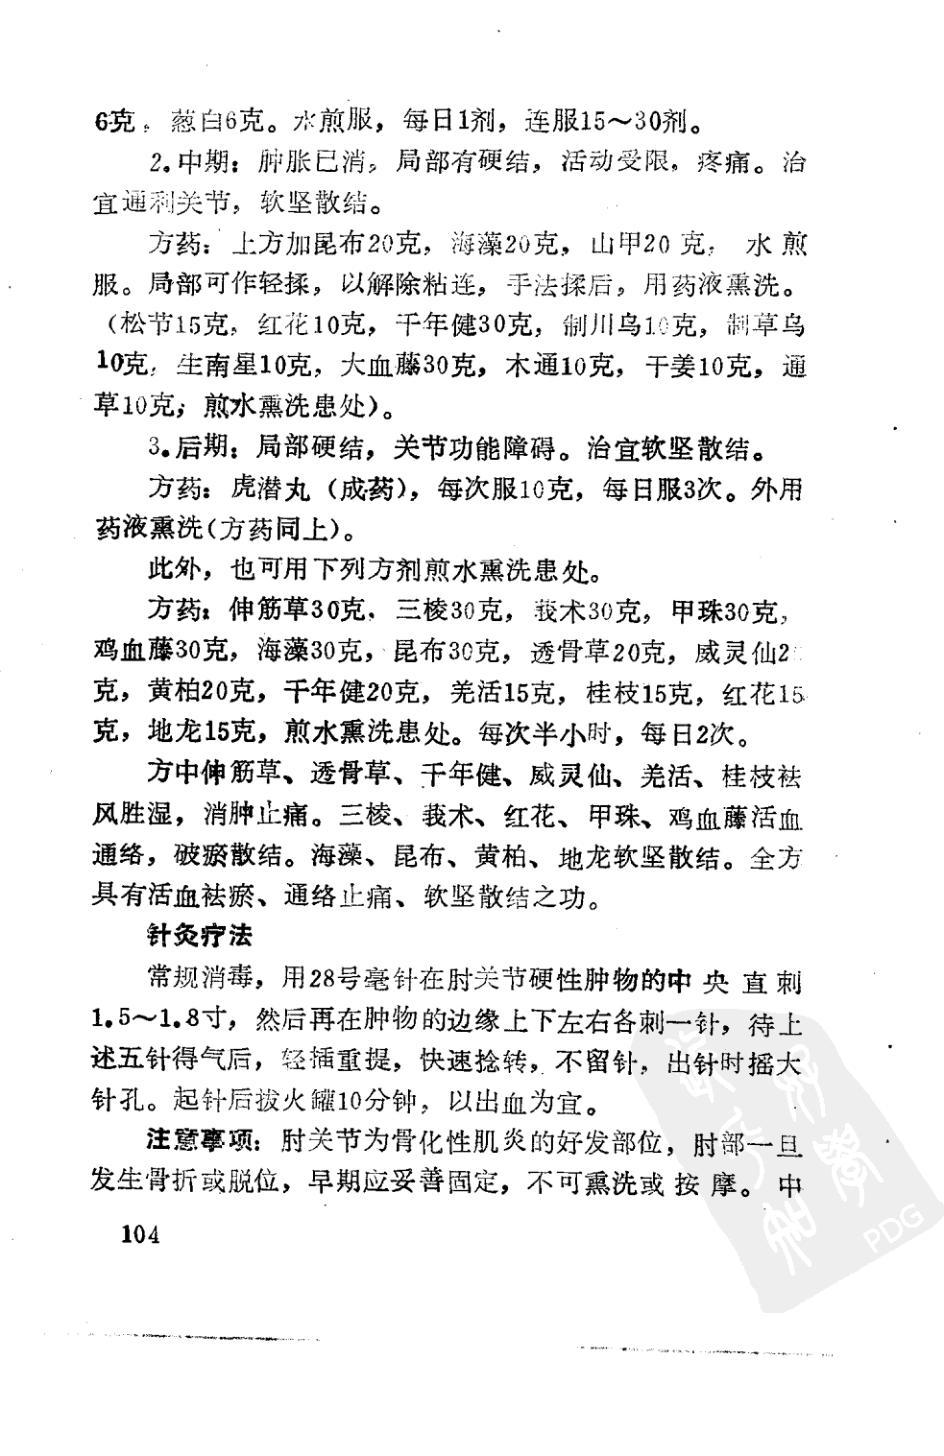 6克，葱白6克。水煎服，每日1剂，连服15～30剂。
2.中期：肿胀已消，局部有硬结，活动受限，疼痛。治
宜通利关节，软坚散结。
方药：上方加昆布20克，海藻20克，山甲20克，水煎
服。局部可作轻揉，以解除粘连，手法揉后，用药液熏洗。
（松节15克，红花10克，千年健30克，制川乌10克，制草乌
10克，生南星10克，大血藤30克，木通10克，干姜10克，通
草10克；煎水熏洗患处）。
3.后期：局部硬结，关节功能障碍。治宜软坚散结。
方药：虎潜丸（成药），每次服10克，每日服3次。外用
药液熏洗（方药同上）。
此外，也可用下列方剂煎水熏洗患处。
方药：伸筋草30克，三棱30克，莪术30克，甲珠30克，
鸡血藤30克，海藻30克，昆布30克，透骨草20克，威灵仙2
克，黄柏20克，千年健20克，羌活15克，桂枝15克，红花15
克，地龙15克，煎水熏洗患处。每次半小时，每日2次。
方中伸筋草、透骨草、千年健、威灵仙、羌活、桂枝祛
风胜湿，消肿止痛。三棱、莪术、红花、甲珠、鸡血藤活血
通络，破瘀散结。海藻、昆布、黄柏、地龙软坚散结。全方
具有活血祛瘀、通络止痛、软坚散结之功。
针灸疗法
常规消毒，用28号毫针在肘关节硬性肿物的中央直刺
1.5～1.8寸，然后再在肿物的边缘上下左右各刺一针，待上
述五针得气后，轻插重提，快速捻转，不留针，出针时摇大
针孔。起针后拔火罐10分钟，以出血为宜。
注意事项：肘关节为骨化性肌炎的好发部位，肘部一旦
发生骨折或脱位，早期应妥善固定，不可熏洗或按摩。中
104
PDG